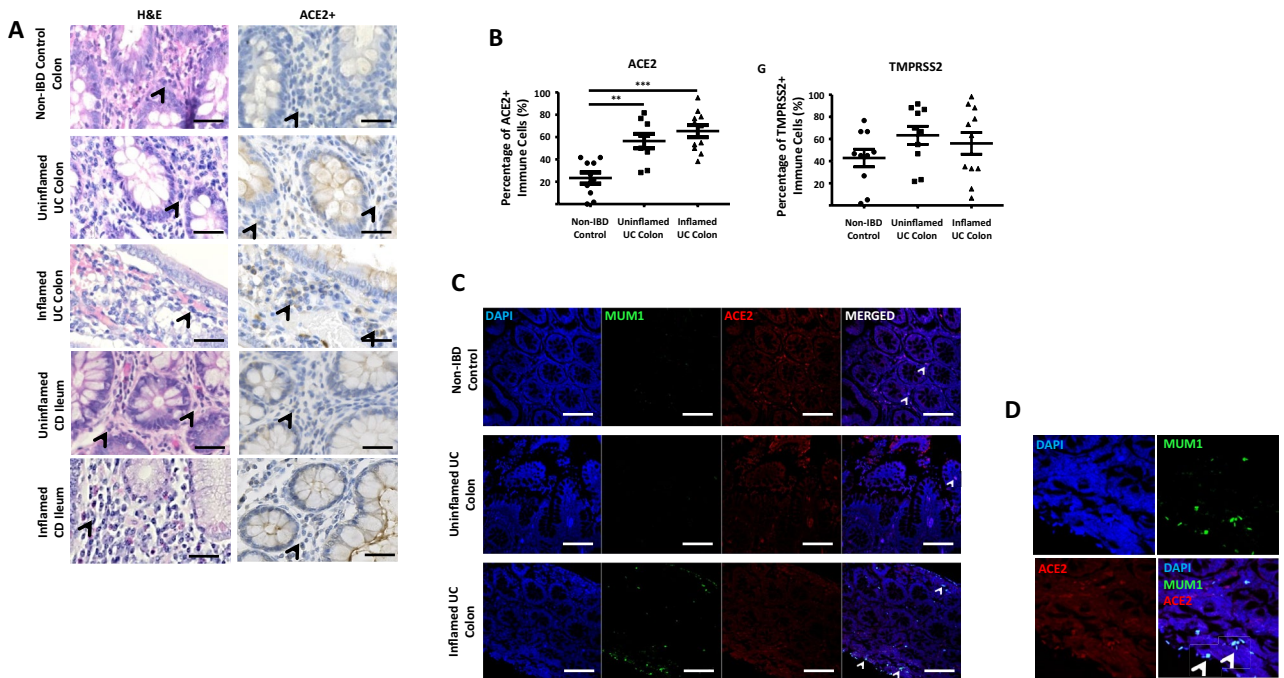 A
H&E
ACE2+
Non-IBD Control
Colon
Uninflamed
UC Colon
Inflamed
UC Colon
Uninflamed
CD Ileum
Inflamed
CD Ileum
B
ACE2
Percentage of ACE2+
Immune Cells (%)
100
80
60
40
20
**
***
Non-IBD
Control
Uninflamed
UC Colon
Inflamed
UC Colon
G
TMPRSS2
Percentage of TMPRSS2+
Immune Cells (%)
100
80
60
40
20
Non-IBD
Control
Uninflamed
UC Colon
Inflamed
UC Colon
C
DAPI
MUM1
ACE2
MERGED
Non-IBD
Control
Uninflamed UC
Colon
Inflamed UC
Colon
D
DAPI
MUM1
ACE2
DAPI
MUM1
ACE2